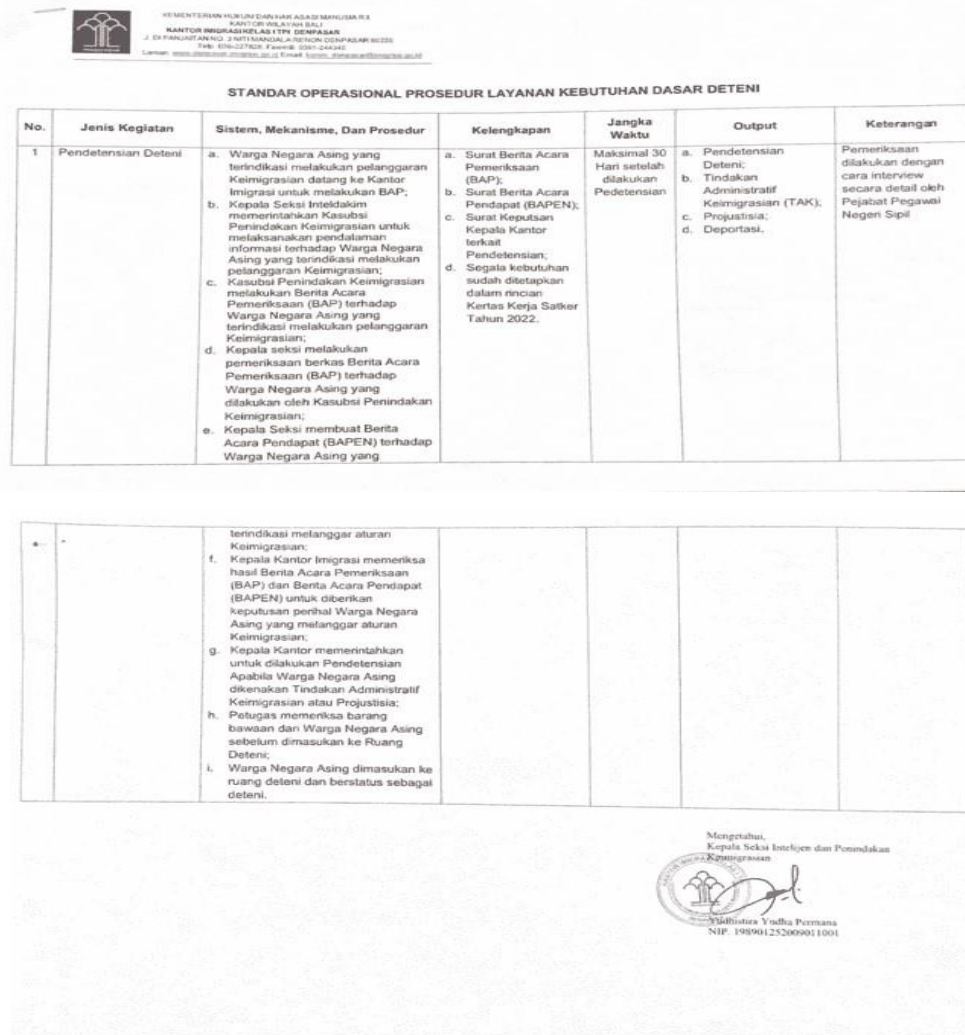 KEMENTERIAN HUKUM DAN HAK ASASI MANUSIA R.I
KANTOR WILAYAH BALI
KANTOR IMIGRASI KELAS I TPI DENPASAR
J. DI PANJAITAN NO. 3 NITI MANDALA RENON DENPASAR 80235
STANDAR OPERASIONAL PROSEDUR LAYANAN KEBUTUHAN DASAR DETENI
No.
Jenis Kegiatan
Sistem, Mekanisme, Dan Prosedur
Kelengkapan
Jangka
Waktu
Output
Keterangan
1
Pendetensian Deteni
a. Warga Negara Asing yang
terindikasi melakukan pelanggaran
Keimigrasian datang ke Kantor
Imigrasi untuk melakukan BAP;
b. Kepala Seksi Inteldakim
memerintahkan Kasubsi
Penindakan Keimigrasian untuk
melaksanakan pendalaman
informasi terhadap Warga Negara
Asing yang terindikasi melakukan
pelanggaran Keimigrasian;
c. Kasubsi Penindakan Keimigrasian
melakukan Berita Acara
Pemeriksaan (BAP) terhadap
Warga Negara Asing yang
terindikasi melakukan pelanggaran
Keimigrasian;
d. Kepala seksi melakukan
pemeriksaan berkas Berita Acara
Pemeriksaan (BAP) terhadap
Warga Negara Asing yang
dilakukan oleh Kasubsi Penindakan
Keimigrasian;
e. Kepala Seksi membuat Berita
Acara Pendapat (BAPEN) terhadap
Warga Negara Asing yang
a. Surat Berita Acara
Pemeriksaan
(BAP);
b. Surat Berita Acara
Pendapat (BAPEN);
c. Surat Keputsan
Kepala Kantor
terkait
Pendetensian;
d. Segala kebutuhan
sudah ditetapkan
dalam rincian
Kertas Kerja Satker
Tahun 2022.
Maksimal 30
Hari setelah
dilakukan
Pedetensian
a. Pendetensian
Deteni;
b. Tindakan
Administratif
Keimigrasian (TAK);
c. Projustisia;
d. Deportasi.
Pemeriksaan
dilakukan dengan
cara interview
secara detail oleh
Pejabat Pegawai
Negeri Sipil
terindikasi melanggar aturan
Keimigrasian;
f. Kepala Kantor Imigrasi memeriksa
hasil Berita Acara Pemeriksaan
(BAP) dan Berita Acara Pendapat
(BAPEN) untuk diberikan
keputusan perihal Warga Negara
Asing yang melanggar aturan
Keimigrasian;
g. Kepala Kantor memerintahkan
untuk dilakukan Pendetensian
Apabila Warga Negara Asing
dikenakan Tindakan Administratif
Keimigrasian atau Projustisia;
h. Petugas memeriksa barang
bawaan dari Warga Negara Asing
sebelum dimasukan ke Ruang
Deteni;
i. Warga Negara Asing dimasukan ke
ruang deteni dan berstatus sebagai
deteni.
Mengetahui,
Kepala Seksi Intelijen dan Penindakan
Keimigrasian
Yudhistira Yudha Permana
NIP. 198901252009011001